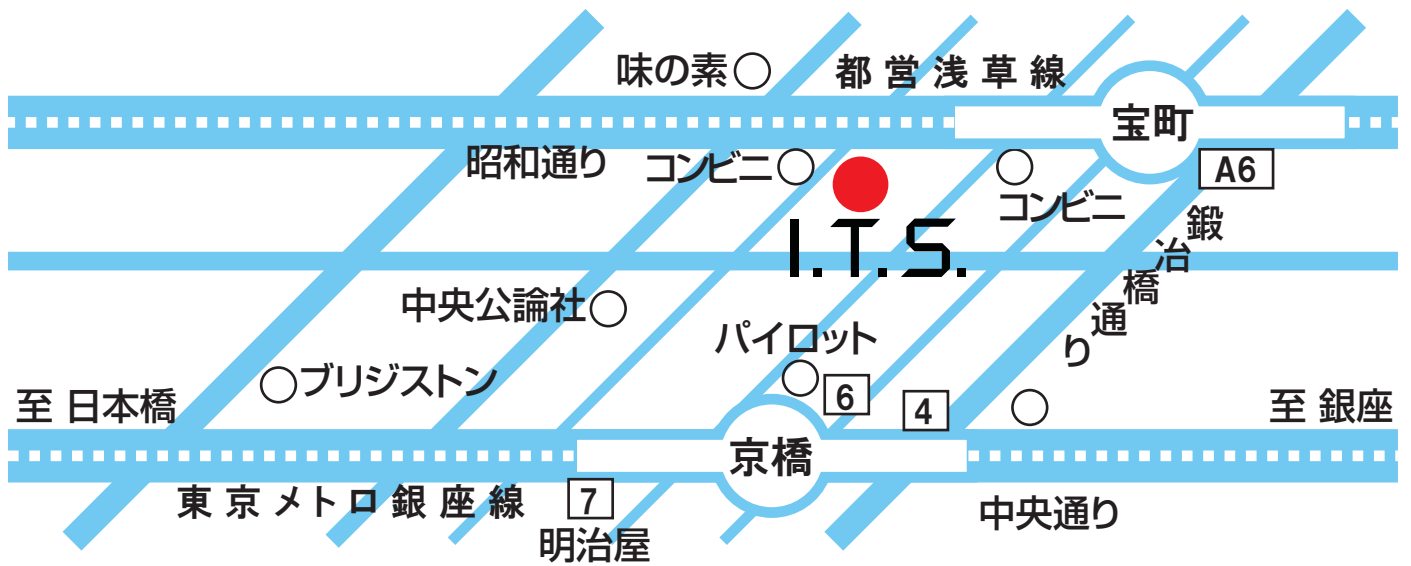 味の素
都営浅草線
宝町
昭和通り
コンビニ
A6
コンビニ
鍛冶橋通り
I.T.S.
中央公論社
パイロット
ブリジストン
6
4
至 日本橋
至 銀座
京橋
東京メトロ銀座線
7
中央通り
明治屋